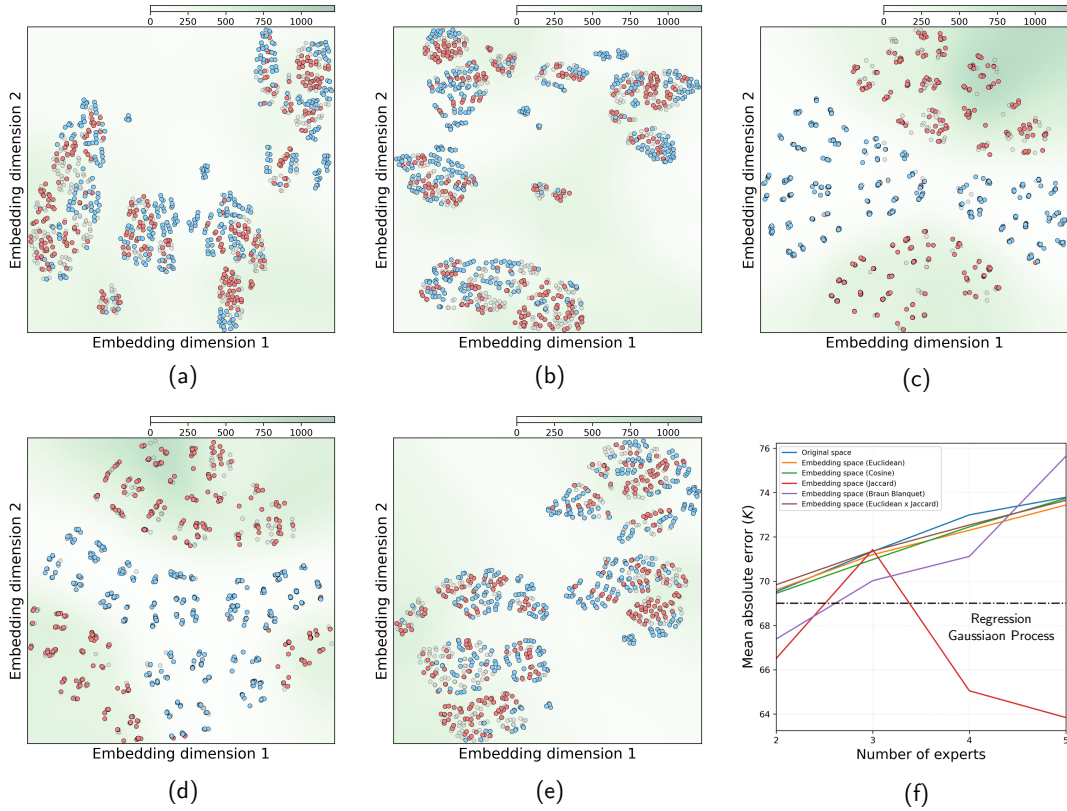 0 250 500 750 1000
0 250 500 750 1000
0 250 500 750 1000
Embedding dimension 2
Embedding dimension 1
Embedding dimension 2
Embedding dimension 1
Embedding dimension 2
Embedding dimension 1
(a)
(b)
(c)
0 250 500 750 1000
0 250 500 750 1000
Embedding dimension 2
Embedding dimension 1
Embedding dimension 2
Embedding dimension 1
Mean absolute error (K)
76
74
72
70
68
66
64
Original space
Embedding space (Euclidean)
Embedding space (Cosine)
Embedding space (Jaccard)
Embedding space (Braun Blanquet)
Embedding space (Euclidean x Jaccard)
Regression
Gaussiaon Process
2 3 4 5
Number of experts
(d)
(e)
(f)